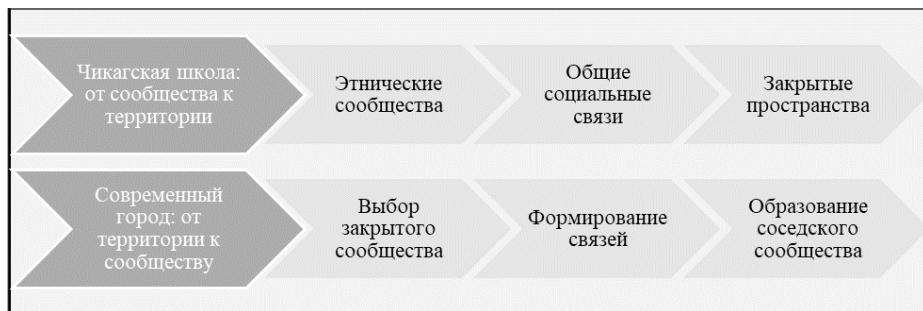 Чикагская школа:
от сообщества к
территории
Этнические
сообщества
Общие
социальные
связи
Закрытые
пространства
Современный
город: от
территории к
сообществу
Выбор
закрытого
сообщества
Формирование
связей
Образование
соседского
сообщества